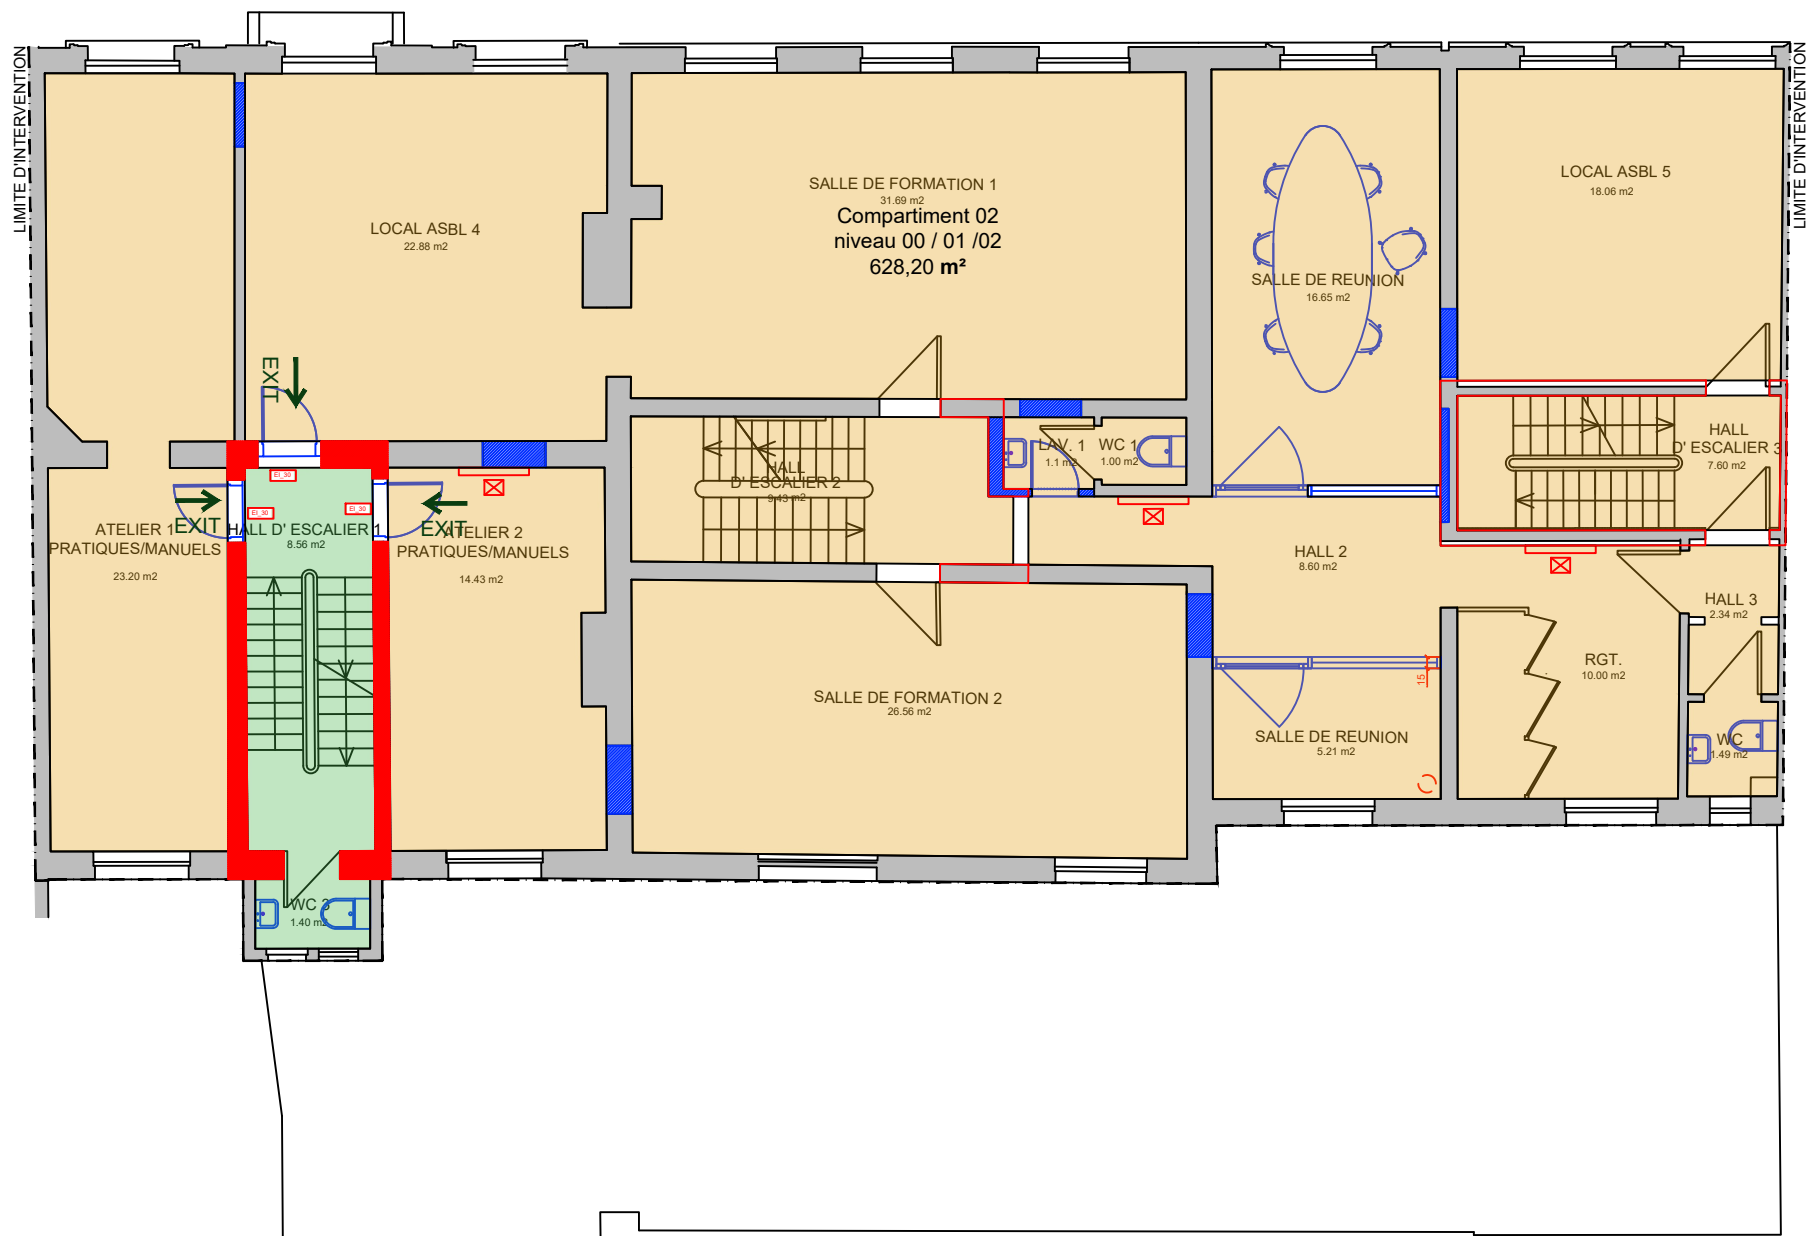 LIMITE D'INTERVENTION
LIMITE D'INTERVENTION
SALLE DE FORMATION 1
31.69 m2
Compartiment 02
niveau 00 / 01 /02
628,20 m²
LOCAL ASBL 4
22.88 m2
LOCAL ASBL 5
18.06 m2
SALLE DE REUNION
16.65 m2
EXIT
HALL
D' ESCALIER 2
9.43 m2
LAV. 1
1.1 m2
WC 1
1.00 m2
HALL
D' ESCALIER 3
7.60 m2
EI_30
EI_30
EI_30
EXIT
EXIT
ATELIER 1
PRATIQUES/MANUELS
23.20 m2
HALL D' ESCALIER 1
8.56 m2
ATELIER 2
PRATIQUES/MANUELS
14.43 m2
HALL 2
8.60 m2
HALL 3
2.34 m2
RGT.
10.00 m2
15
SALLE DE FORMATION 2
26.56 m2
SALLE DE REUNION
5.21 m2
WC
1.49 m2
WC 3
1.40 m2